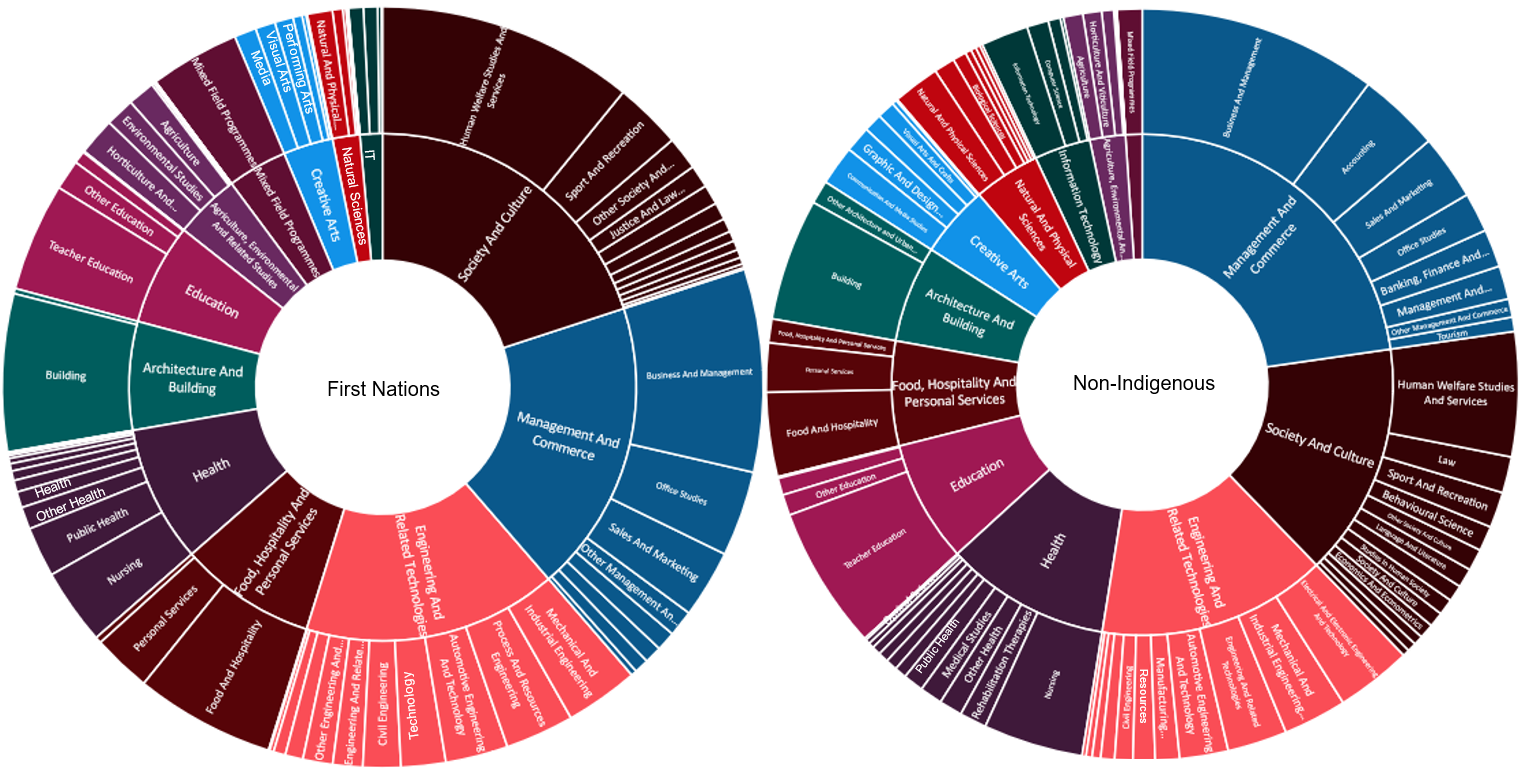 First Nations
Society And Culture
Human Welfare Studies And
Services
Sport And Recreation
Other Society And...
Justice And Law...
Management And
Commerce
Business And Management
Office Studies
Sales And Marketing
Other Management An...
Engineering And
Related Technologies
Mechanical And
Industrial Engineering
Process And Resources
Engineering
Automotive Engineering
And Technology
Technology
Civil Engineering
Engineering And Relate...
Other Engineering And...
Food, Hospitality And
Personal Services
Food And Hospitality
Personal Services
Health
Nursing
Public Health
Other Health
Health
Architecture And
Building
Building
Education
Teacher Education
Other Education
Agriculture, Environmental
And Related Studies
Horticulture And...
Environmental Studies
Agriculture
Mixed Field Programmes
Mixed Field Programmes
Creative Arts
Media
Visual Arts
Performing Arts
Natural Sciences
Natural And Physical...
IT
Non-Indigenous
Management And
Commerce
Business And Management
Accounting
Sales And Marketing
Office Studies
Banking, Finance And...
Management And...
Other Management And Commerce
Tourism
Society And Culture
Human Welfare Studies
And Services
Law
Sport And Recreation
Behavioural Science
Other Society And Culture
Language And Literature
Studies In Human Society
Society And Culture
Economics And Econometrics
Engineering And
Related Technologies
Electrical And Electronic Engineering
And Technology
Mechanical And
Industrial Engineering...
Engineering And Related
Technologies
Automotive Engineering
And Technology
Manufacturing...
Resources
Civil Engineering
Health
Nursing
Rehabilitation Therapies
Other Health
Medical Studies
Public Health
Education
Teacher Education
Other Education
Food, Hospitality And
Personal Services
Food And Hospitality
Personal Services
Food, Hospitality And Personal Services
Architecture And
Building
Building
Other Architecture and Urban...
Creative Arts
Communication And Media Studies
Graphic And Design...
Visual Arts And Crafts
Natural And Physical
Sciences
Natural And Physical Sciences
Biological Sciences
Information Technology
Information Technology
Computer Science
Agriculture, Environmental An...
Agriculture
Horticulture And Viticulture
Mixed Field Programmes